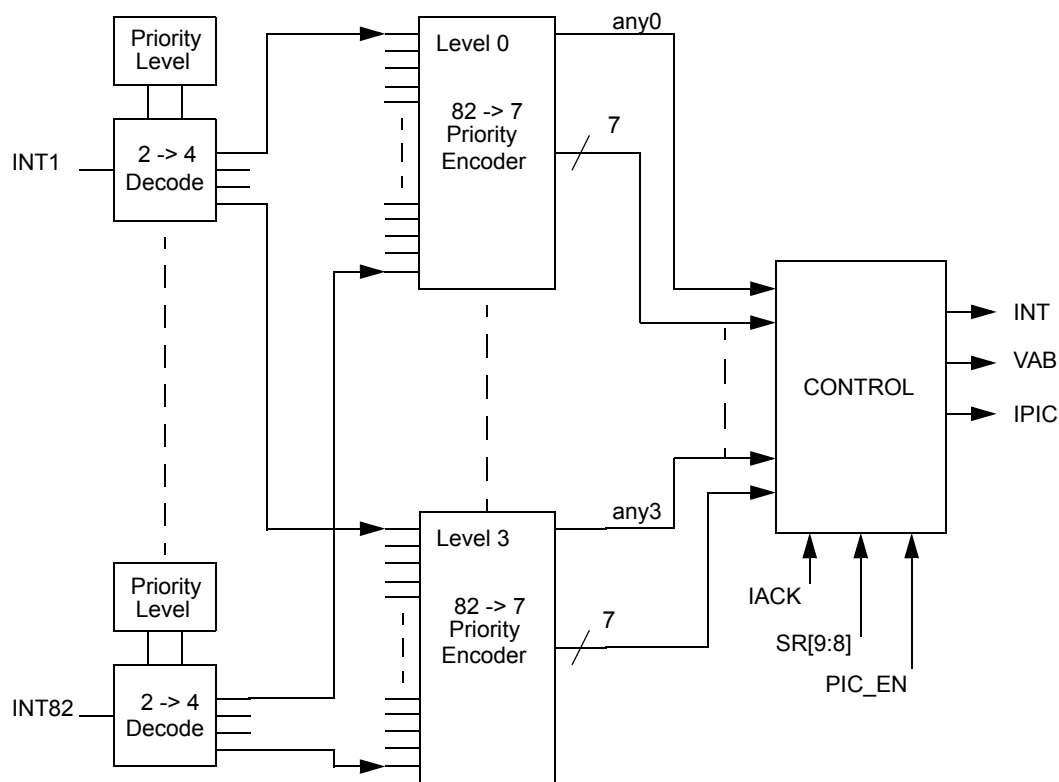 Priority
Level
INT1
2 -> 4
Decode
Level 0
82 -> 7
Priority
Encoder
any0
7
CONTROL
INT
VAB
IPIC
IACK
SR[9:8]
PIC_EN
Priority
Level
INT82
2 -> 4
Decode
Level 3
82 -> 7
Priority
Encoder
any3
7